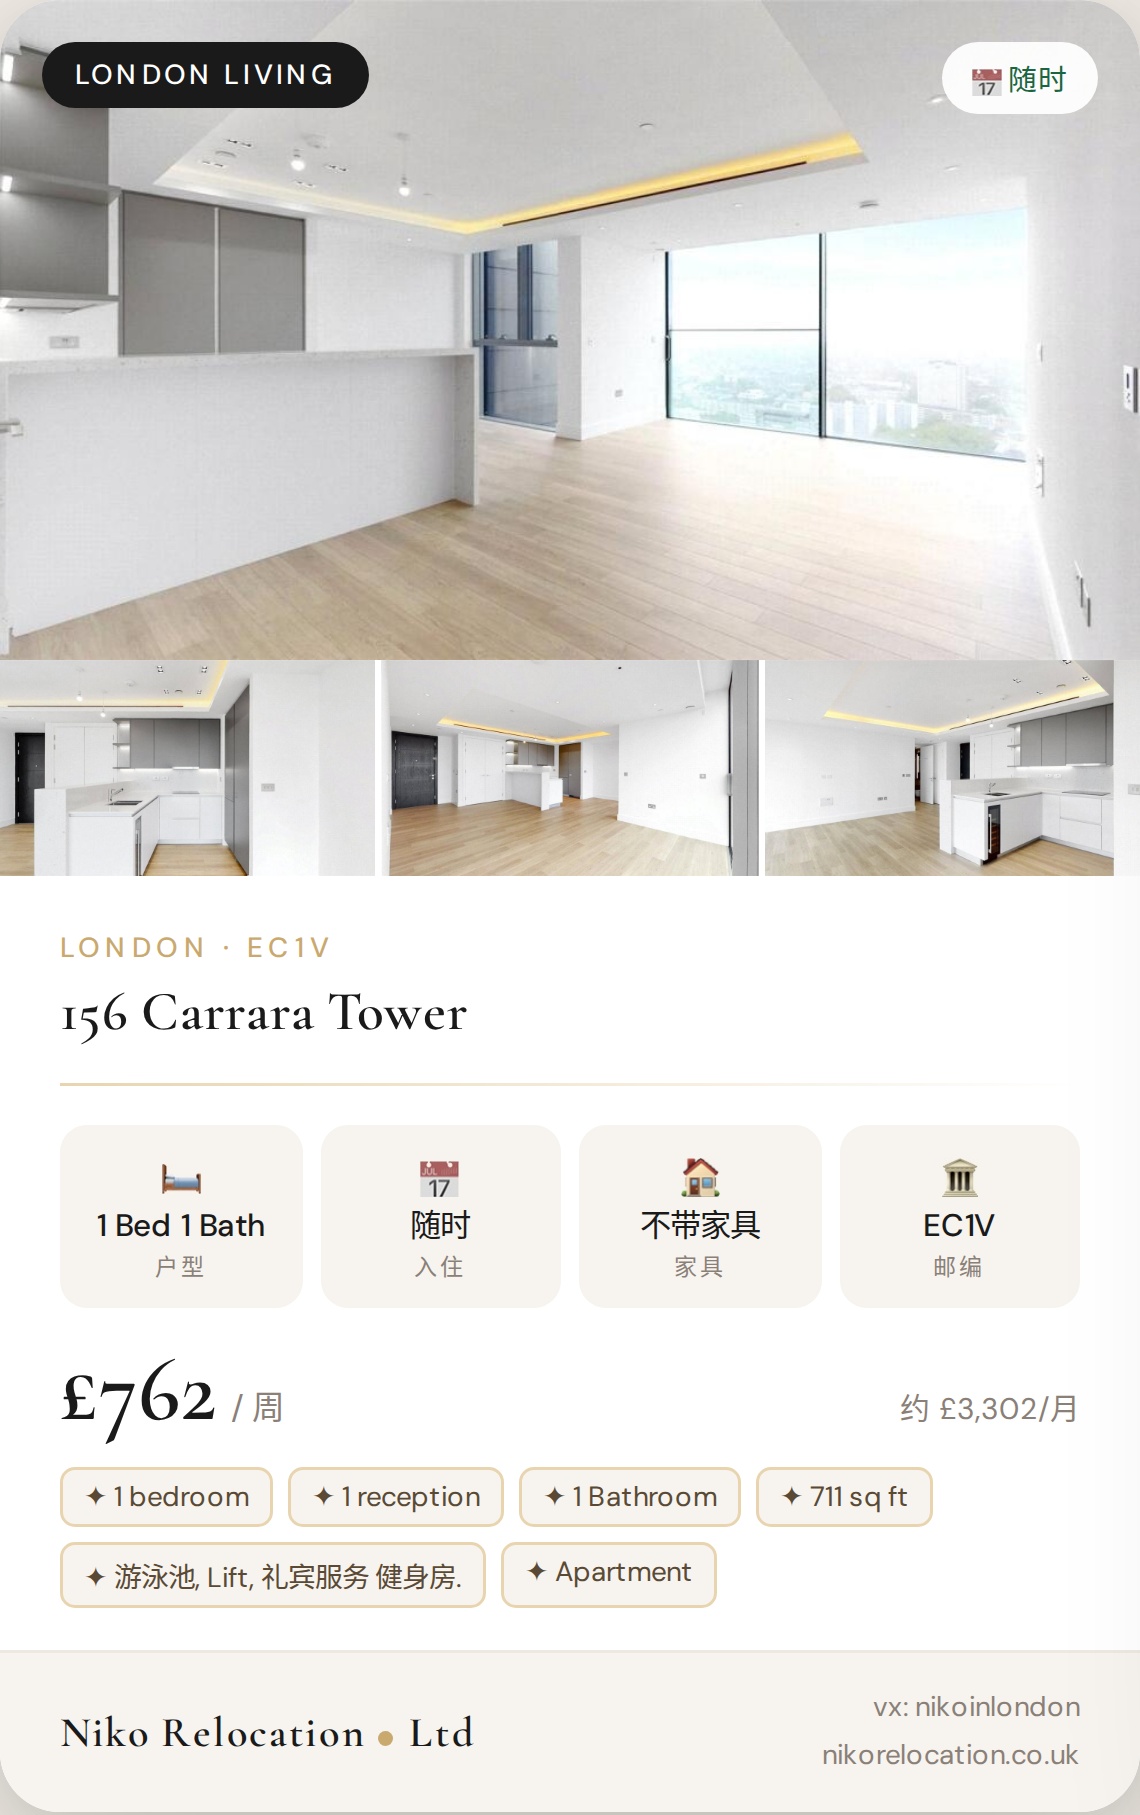 LONDON LIVING
随时
LONDON · EC1V
156 Carrara Tower
1 Bed 1 Bath
户型
随时
入住
不带家具
家具
EC1V
邮编
£762 / 周
约 £3,302/月
✦ 1 bedroom
✦ 1 reception
✦ 1 Bathroom
✦ 711 sq ft
✦ 游泳池, Lift, 礼宾服务 健身房.
✦ Apartment
Niko Relocation ● Ltd
vx: nikoinlondon
nikorelocation.co.uk